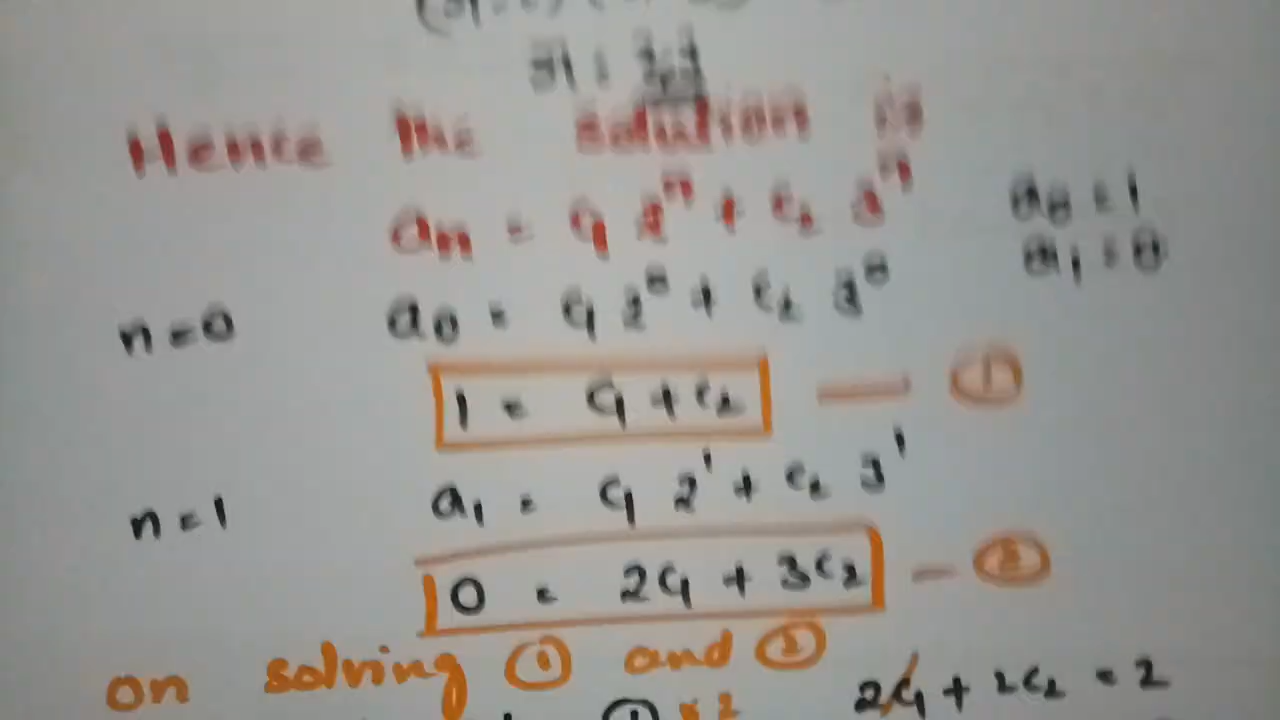 Hence the solution is
an = c1 2^n + c2 3^n
a0 = 1
a1 = 0
n=0 a0 = c1 2^0 + c2 3^0
1 = c1 + c2 — ①
n=1 a1 = c1 2^1 + c2 3^1
0 = 2c1 + 3c2 — ②
on solving ① and ②
① x2 2c1 + 2c2 = 2